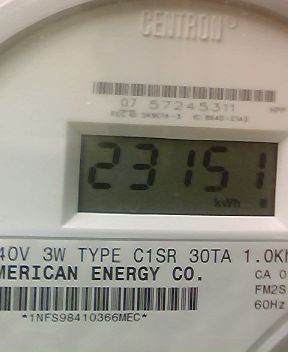 CENTRON®
07 57245311
23151
kWh
40V 3W TYPE C1SR 30TA 1.0K
MERICAN ENERGY CO.
CA 0
FM2S
60Hz
*1NFS98410366MEC*